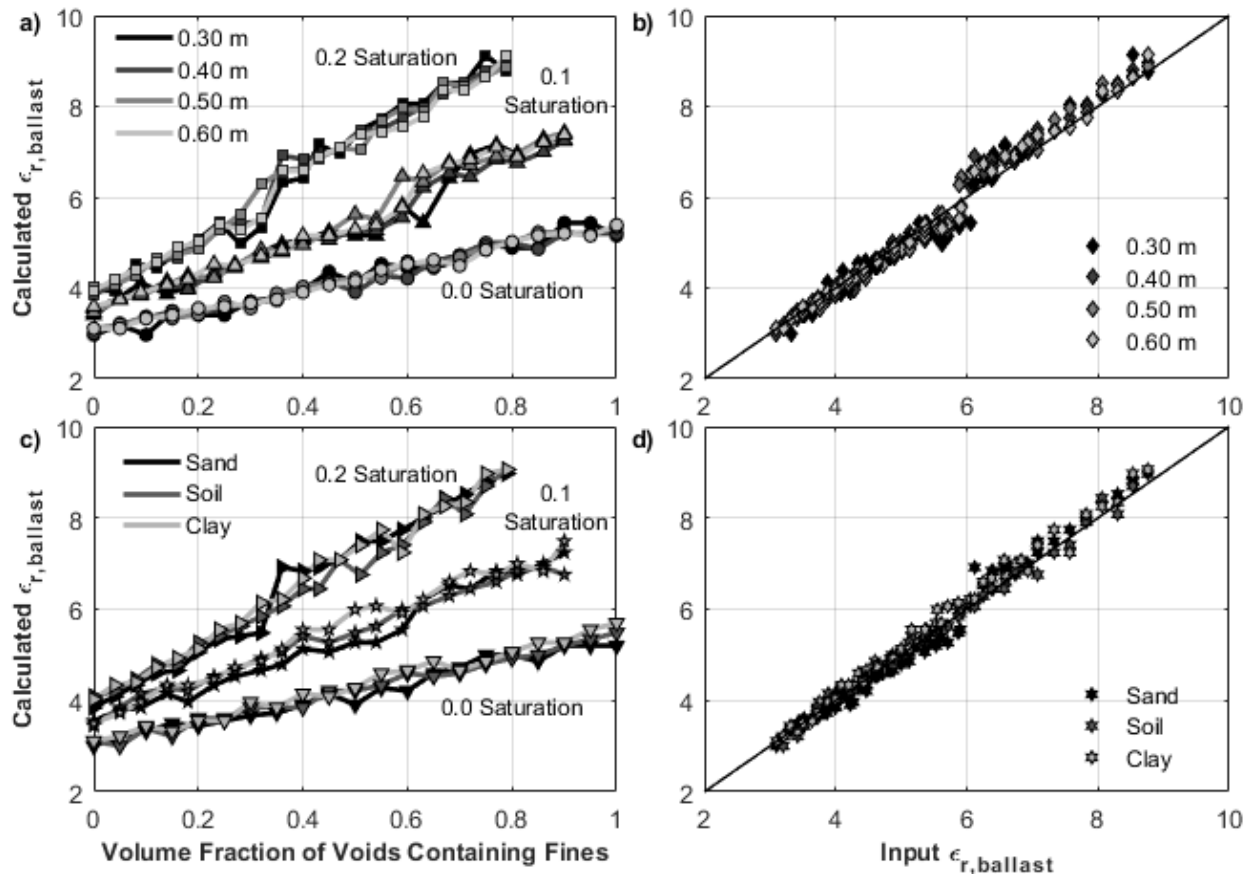 a)
0.30 m
0.40 m
0.50 m
0.60 m
0.2 Saturation
0.1
Saturation
0.0 Saturation
Calculated ϵr,ballast
10
8
6
4
2
0
0.2
0.4
0.6
0.8
1
b)
0.30 m
0.40 m
0.50 m
0.60 m
10
8
6
4
2
2
4
6
8
10
c)
Sand
Soil
Clay
0.2 Saturation
0.1
Saturation
0.0 Saturation
Calculated ϵr,ballast
10
8
6
4
2
0
0.2
0.4
0.6
0.8
1
Volume Fraction of Voids Containing Fines
d)
Sand
Soil
Clay
10
8
6
4
2
2
4
6
8
10
Input ϵr,ballast